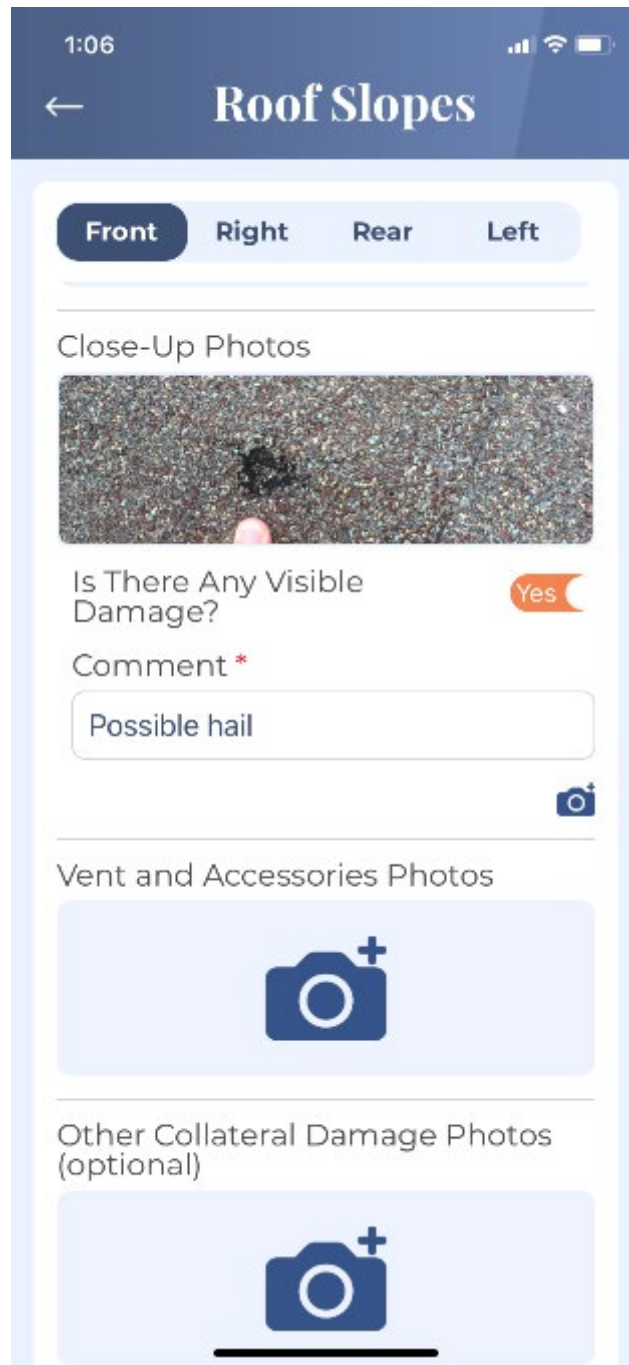 1:06
Roof Slopes
Front Right Rear Left
Close-Up Photos
Is There Any Visible
Damage?
Yes
Comment *
Possible hail
Vent and Accessories Photos
Other Collateral Damage Photos
(optional)